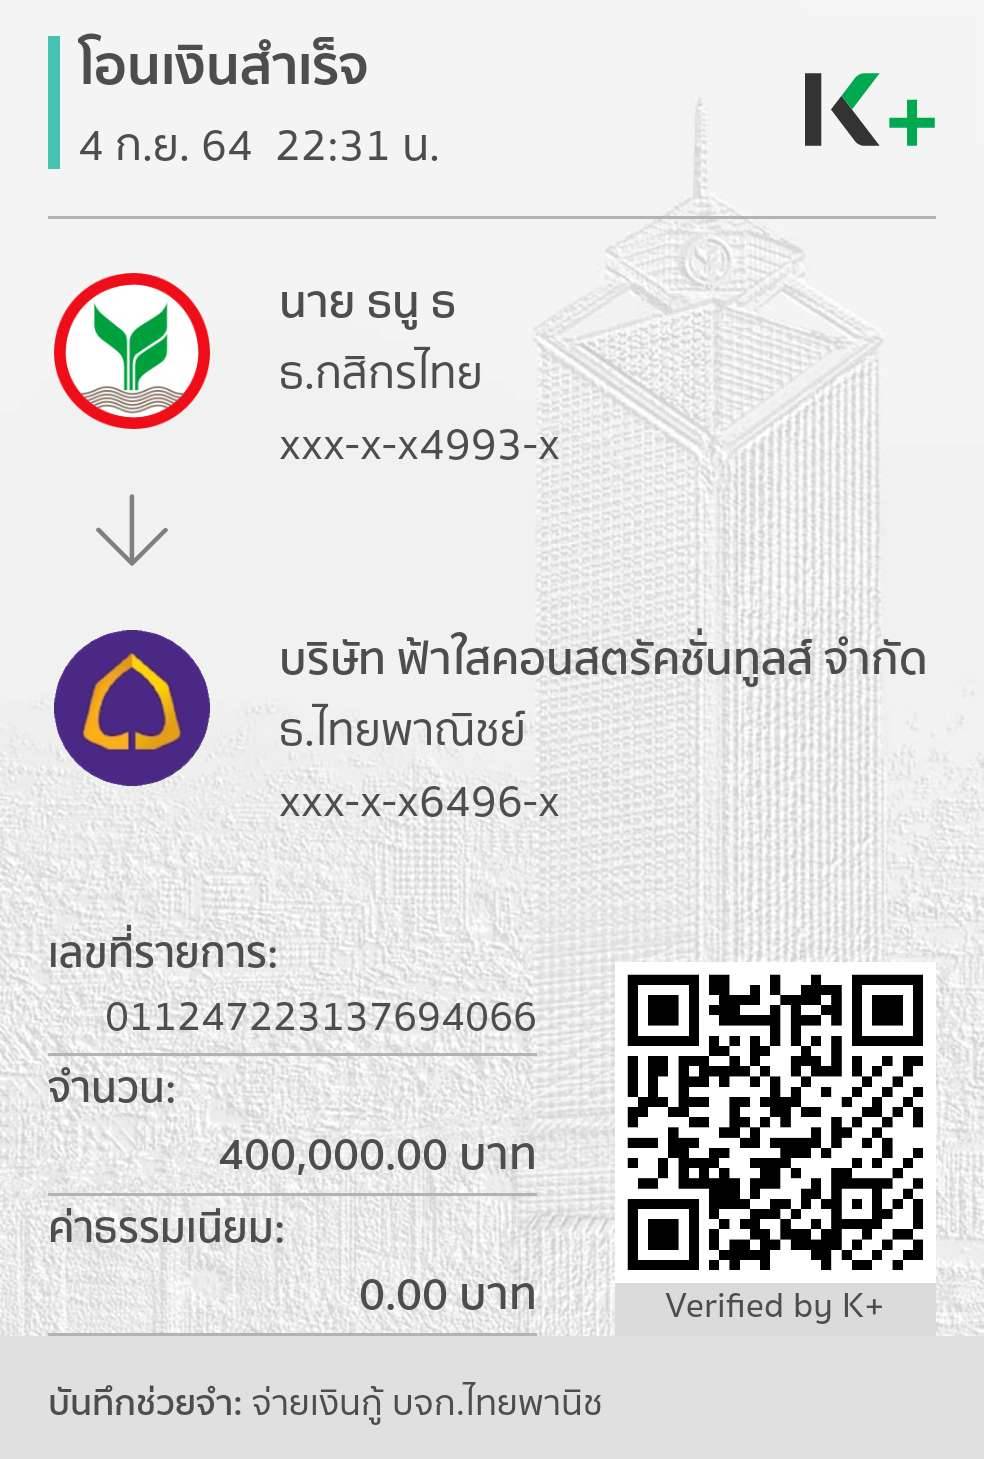 โอนเงินสำเร็จ
4 ก.ย. 64 22:31 น.
K+
นาย ธนู ธ
ธ.กสิกรไทย
xxx-x-x4993-x
บริษัท ฟ้าใสคอนสตรัคชั่นทูลส์ จำกัด
ธ.ไทยพาณิชย์
xxx-x-x6496-x
เลขที่รายการ:
011247223137694066
จำนวน:
400,000.00 บาท
ค่าธรรมเนียม:
0.00 บาท
Verified by K+
บันทึกช่วยจำ: จ่ายเงินกู้ บจก.ไทยพานิช